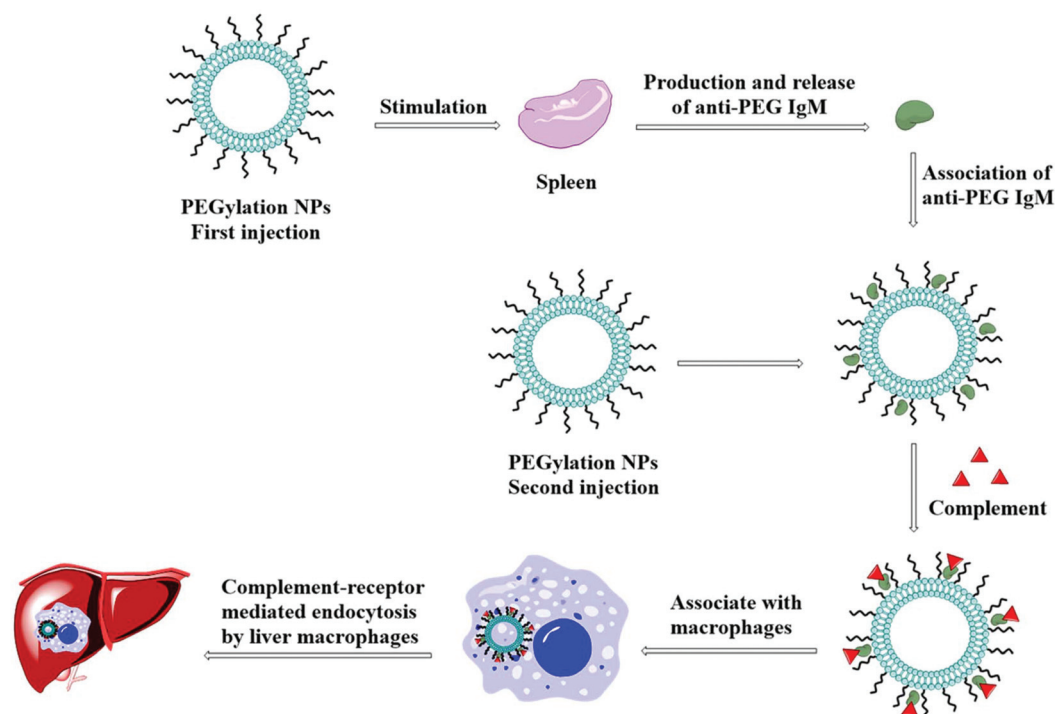 Stimulation
Production and release
of anti-PEG IgM
Spleen
PEGylation NPs
First injection
Association of
anti-PEG IgM
PEGylation NPs
Second injection
Complement
Associate with
macrophages
Complement-receptor
mediated endocytosis
by liver macrophages